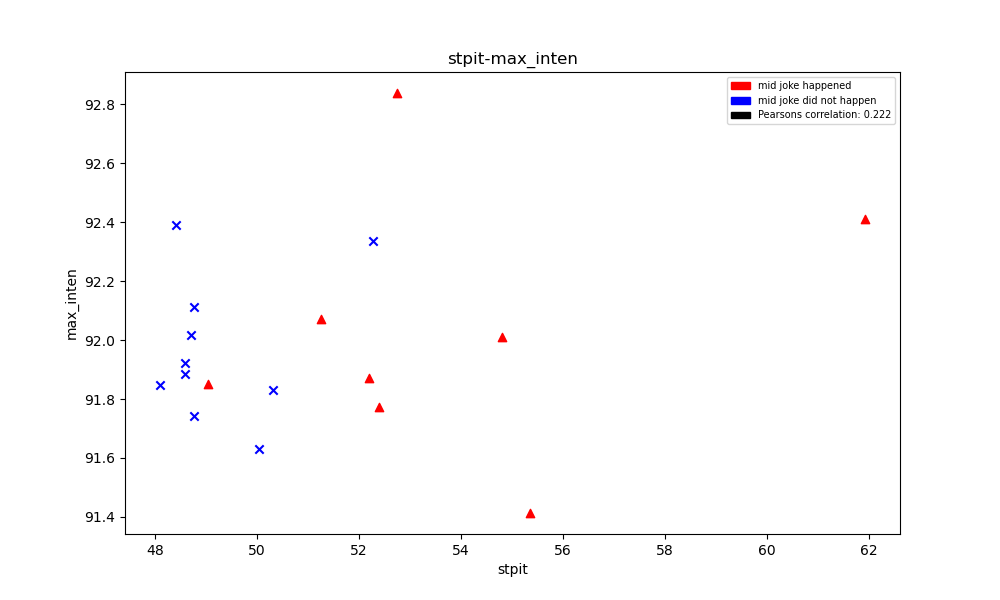 stpit-max_inten
mid joke happened
mid joke did not happen
Pearsons correlation: 0.222
92.8
92.6
92.4
92.2
92.0
91.8
91.6
91.4
max_inten
48 50 52 54 56 58 60 62
stpit